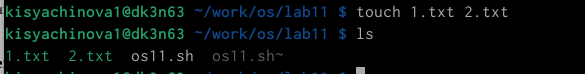 kisyachinova1@dk3n63 ~/work/os/lab11 $ touch 1.txt 2.txt
kisyachinova1@dk3n63 ~/work/os/lab11 $ ls
1.txt 2.txt os11.sh os11.sh~